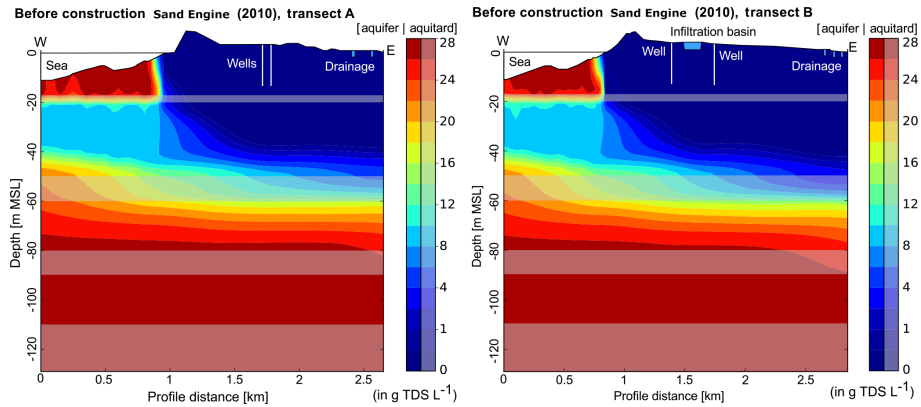 Before construction Sand Engine (2010), transect A
[aquifer | aquitard]
W
Sea
Wells
Drainage
E
0
-20
-40
-60
-80
-100
-120
Depth [m MSL]
0
0.5
1
1.5
2
2.5
Profile distance [km]
28
24
20
16
12
8
4
1
0
(in g TDS L⁻¹)
Before construction Sand Engine (2010), transect B
[aquifer | aquitard]
W
Sea
Infiltration basin
Well
Well
Drainage
E
0
-20
-40
-60
-80
-100
-120
Depth [m MSL]
0
0.5
1
1.5
2
2.5
Profile distance [km]
28
24
20
16
12
8
4
1
0
(in g TDS L⁻¹)